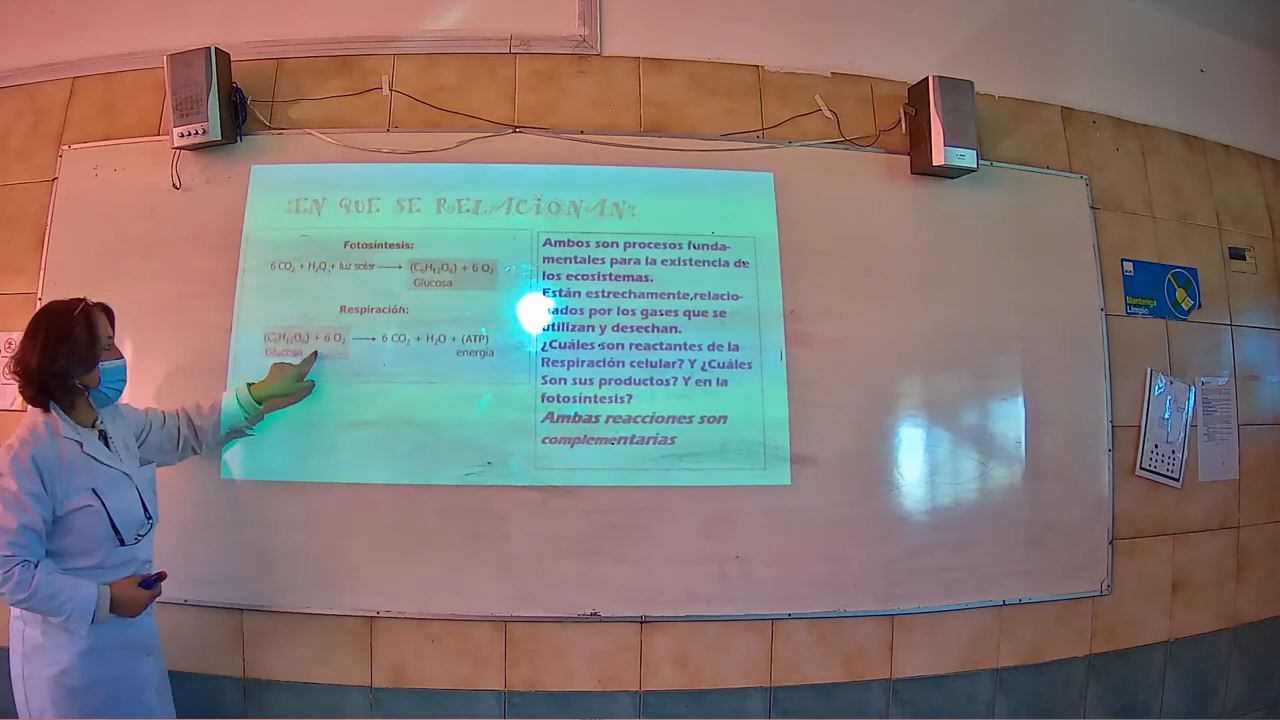 ¿EN QUE SE RELACIONAN?
Fotosíntesis:
6 CO₂ + H₂O + luz solar ⟶ (C₆H₁₂O₆) + 6 O₂
Glucosa
Respiración:
(C₆H₁₂O₆) + 6 O₂ ⟶ 6 CO₂ + H₂O + (ATP)
Glucosa energía
Ambos son procesos funda-
mentales para la existencia de
los ecosistemas.
Están estrechamente,relacio-
nados por los gases que se
utilizan y desechan.
¿Cuáles son reactantes de la
Respiración celular? Y ¿Cuáles
Son sus productos? Y en la
fotosíntesis?
Ambas reacciones son
complementarias
Mantenga
Limpio